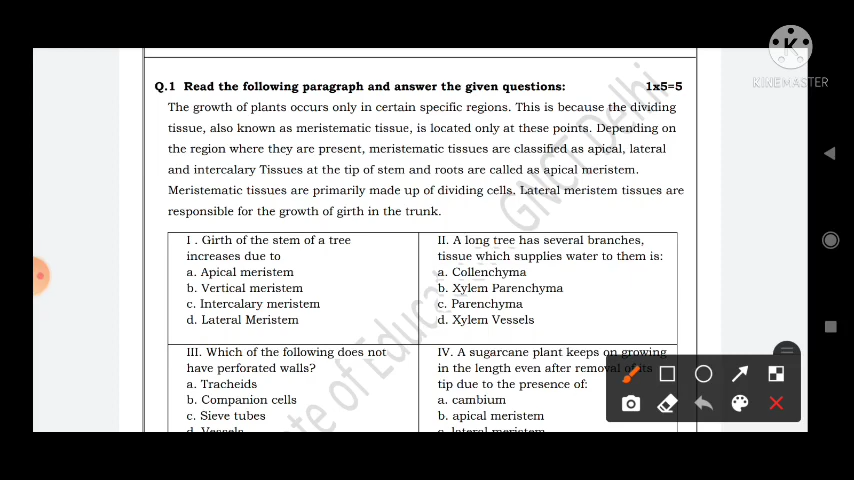 KINEMASTER
Q.1 Read the following paragraph and answer the given questions: 1x5=5
The growth of plants occurs only in certain specific regions. This is because the dividing
tissue, also known as meristematic tissue, is located only at these points. Depending on
the region where they are present, meristematic tissues are classified as apical, lateral
and intercalary Tissues at the tip of stem and roots are called as apical meristem.
Meristematic tissues are primarily made up of dividing cells. Lateral meristem tissues are
responsible for the growth of girth in the trunk.
I . Girth of the stem of a tree
increases due to
a. Apical meristem
b. Vertical meristem
c. Intercalary meristem
d. Lateral Meristem
II. A long tree has several branches,
tissue which supplies water to them is:
a. Collenchyma
b. Xylem Parenchyma
c. Parenchyma
d. Xylem Vessels
III. Which of the following does not
have perforated walls?
a. Tracheids
b. Companion cells
c. Sieve tubes
d. Vessels
IV. A sugarcane plant keeps on growing
in the length even after removal of its
tip due to the presence of:
a. cambium
b. apical meristem
c. lateral meristem
te of Educat GNCT Delhi